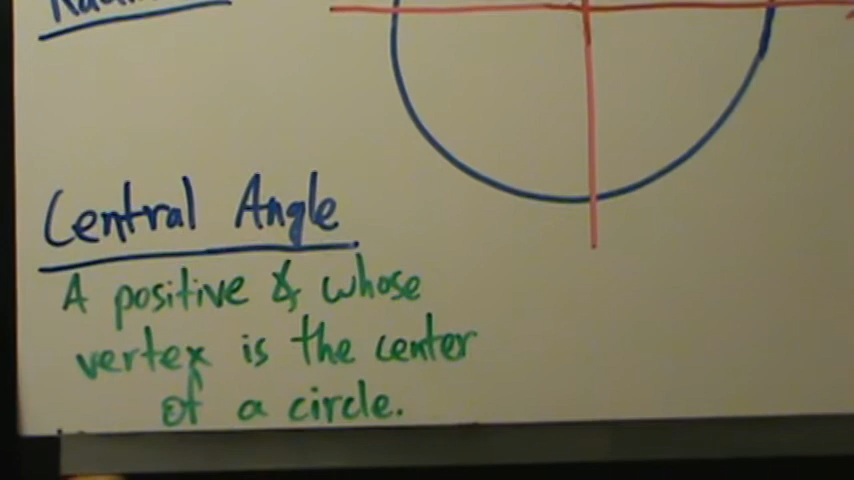 Central Angle
A positive ∡ whose
vertex is the center
of a circle.